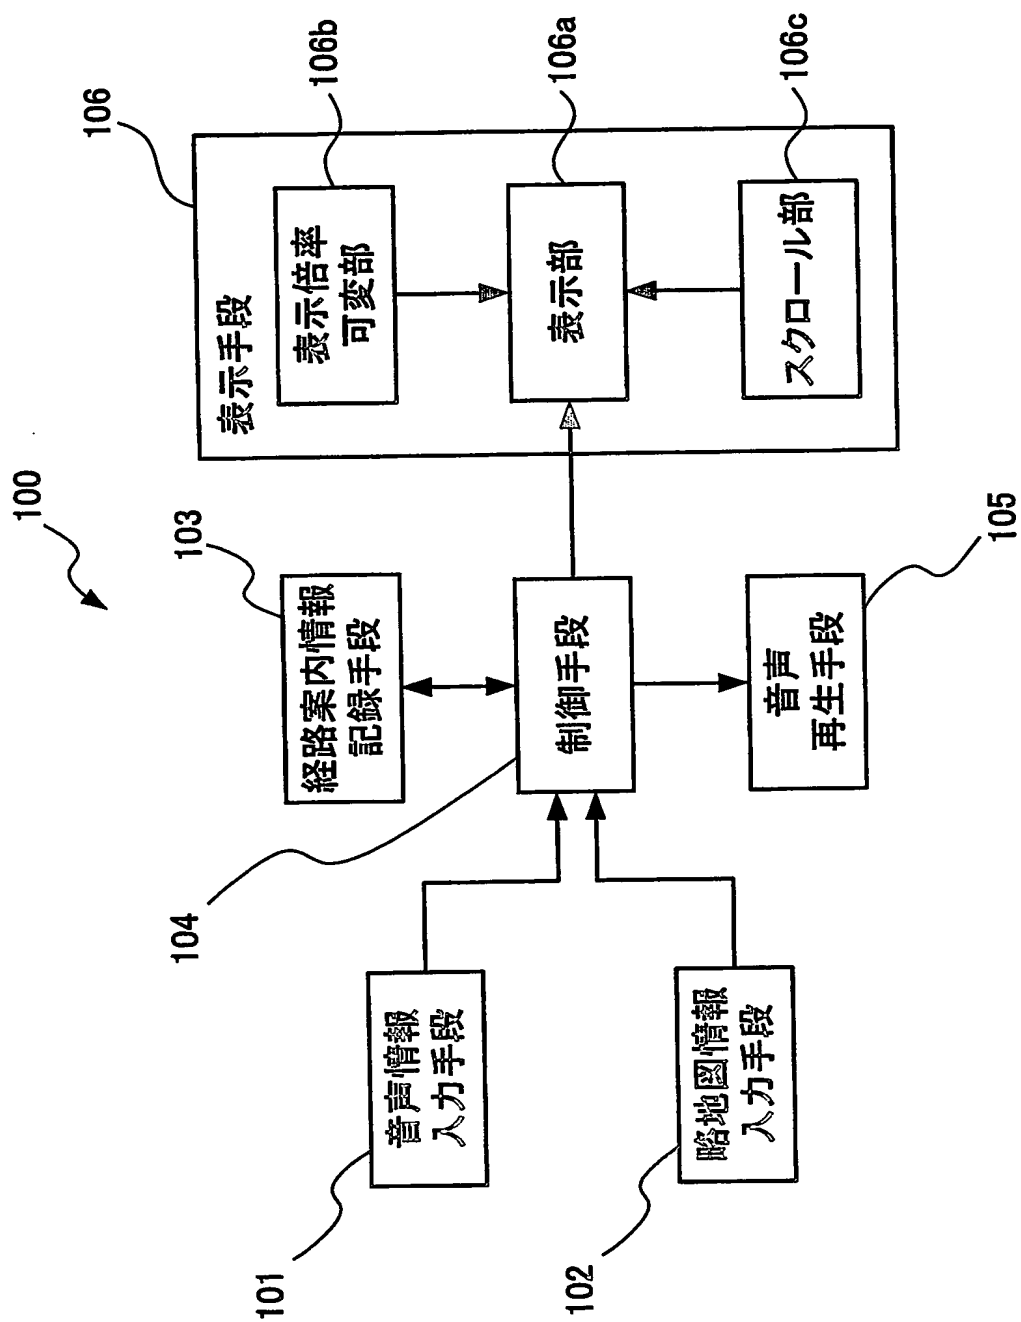 100
106
表示手段
106b
表示倍率
可変部
106a
表示部
106c
スクロール部
103
経路案内情報
記録手段
104
制御手段
105
音声
再生手段
101
音声情報
入力手段
102
略地図情報
入力手段